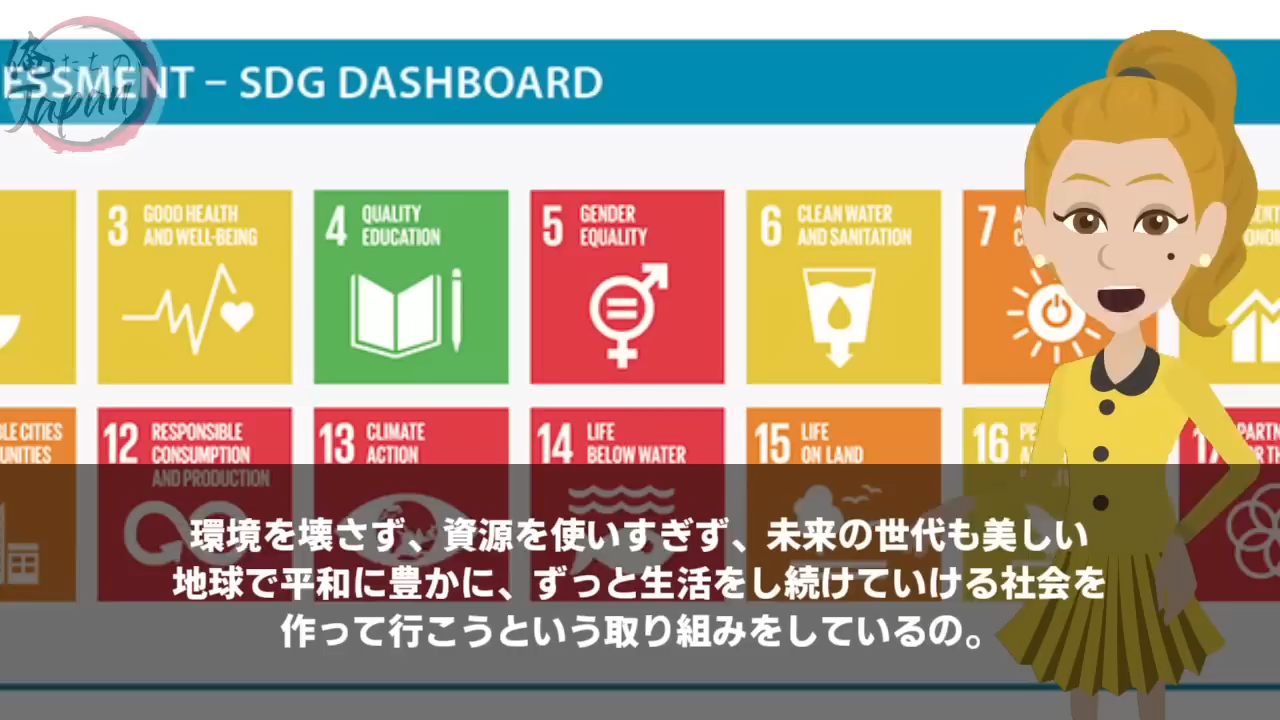 俺たちの
Japan
ESSMENT – SDG DASHBOARD
3 GOOD HEALTH
AND WELL-BEING
4 QUALITY
EDUCATION
5 GENDER
EQUALITY
6 CLEAN WATER
AND SANITATION
7
12 RESPONSIBLE
CONSUMPTION
AND PRODUCTION
13 CLIMATE
ACTION
14 LIFE
BELOW WATER
15 LIFE
ON LAND
16
環境を壊さず、資源を使いすぎず、未来の世代も美しい
地球で平和に豊かに、ずっと生活をし続けていける社会を
作って行こうという取り組みをしているの。